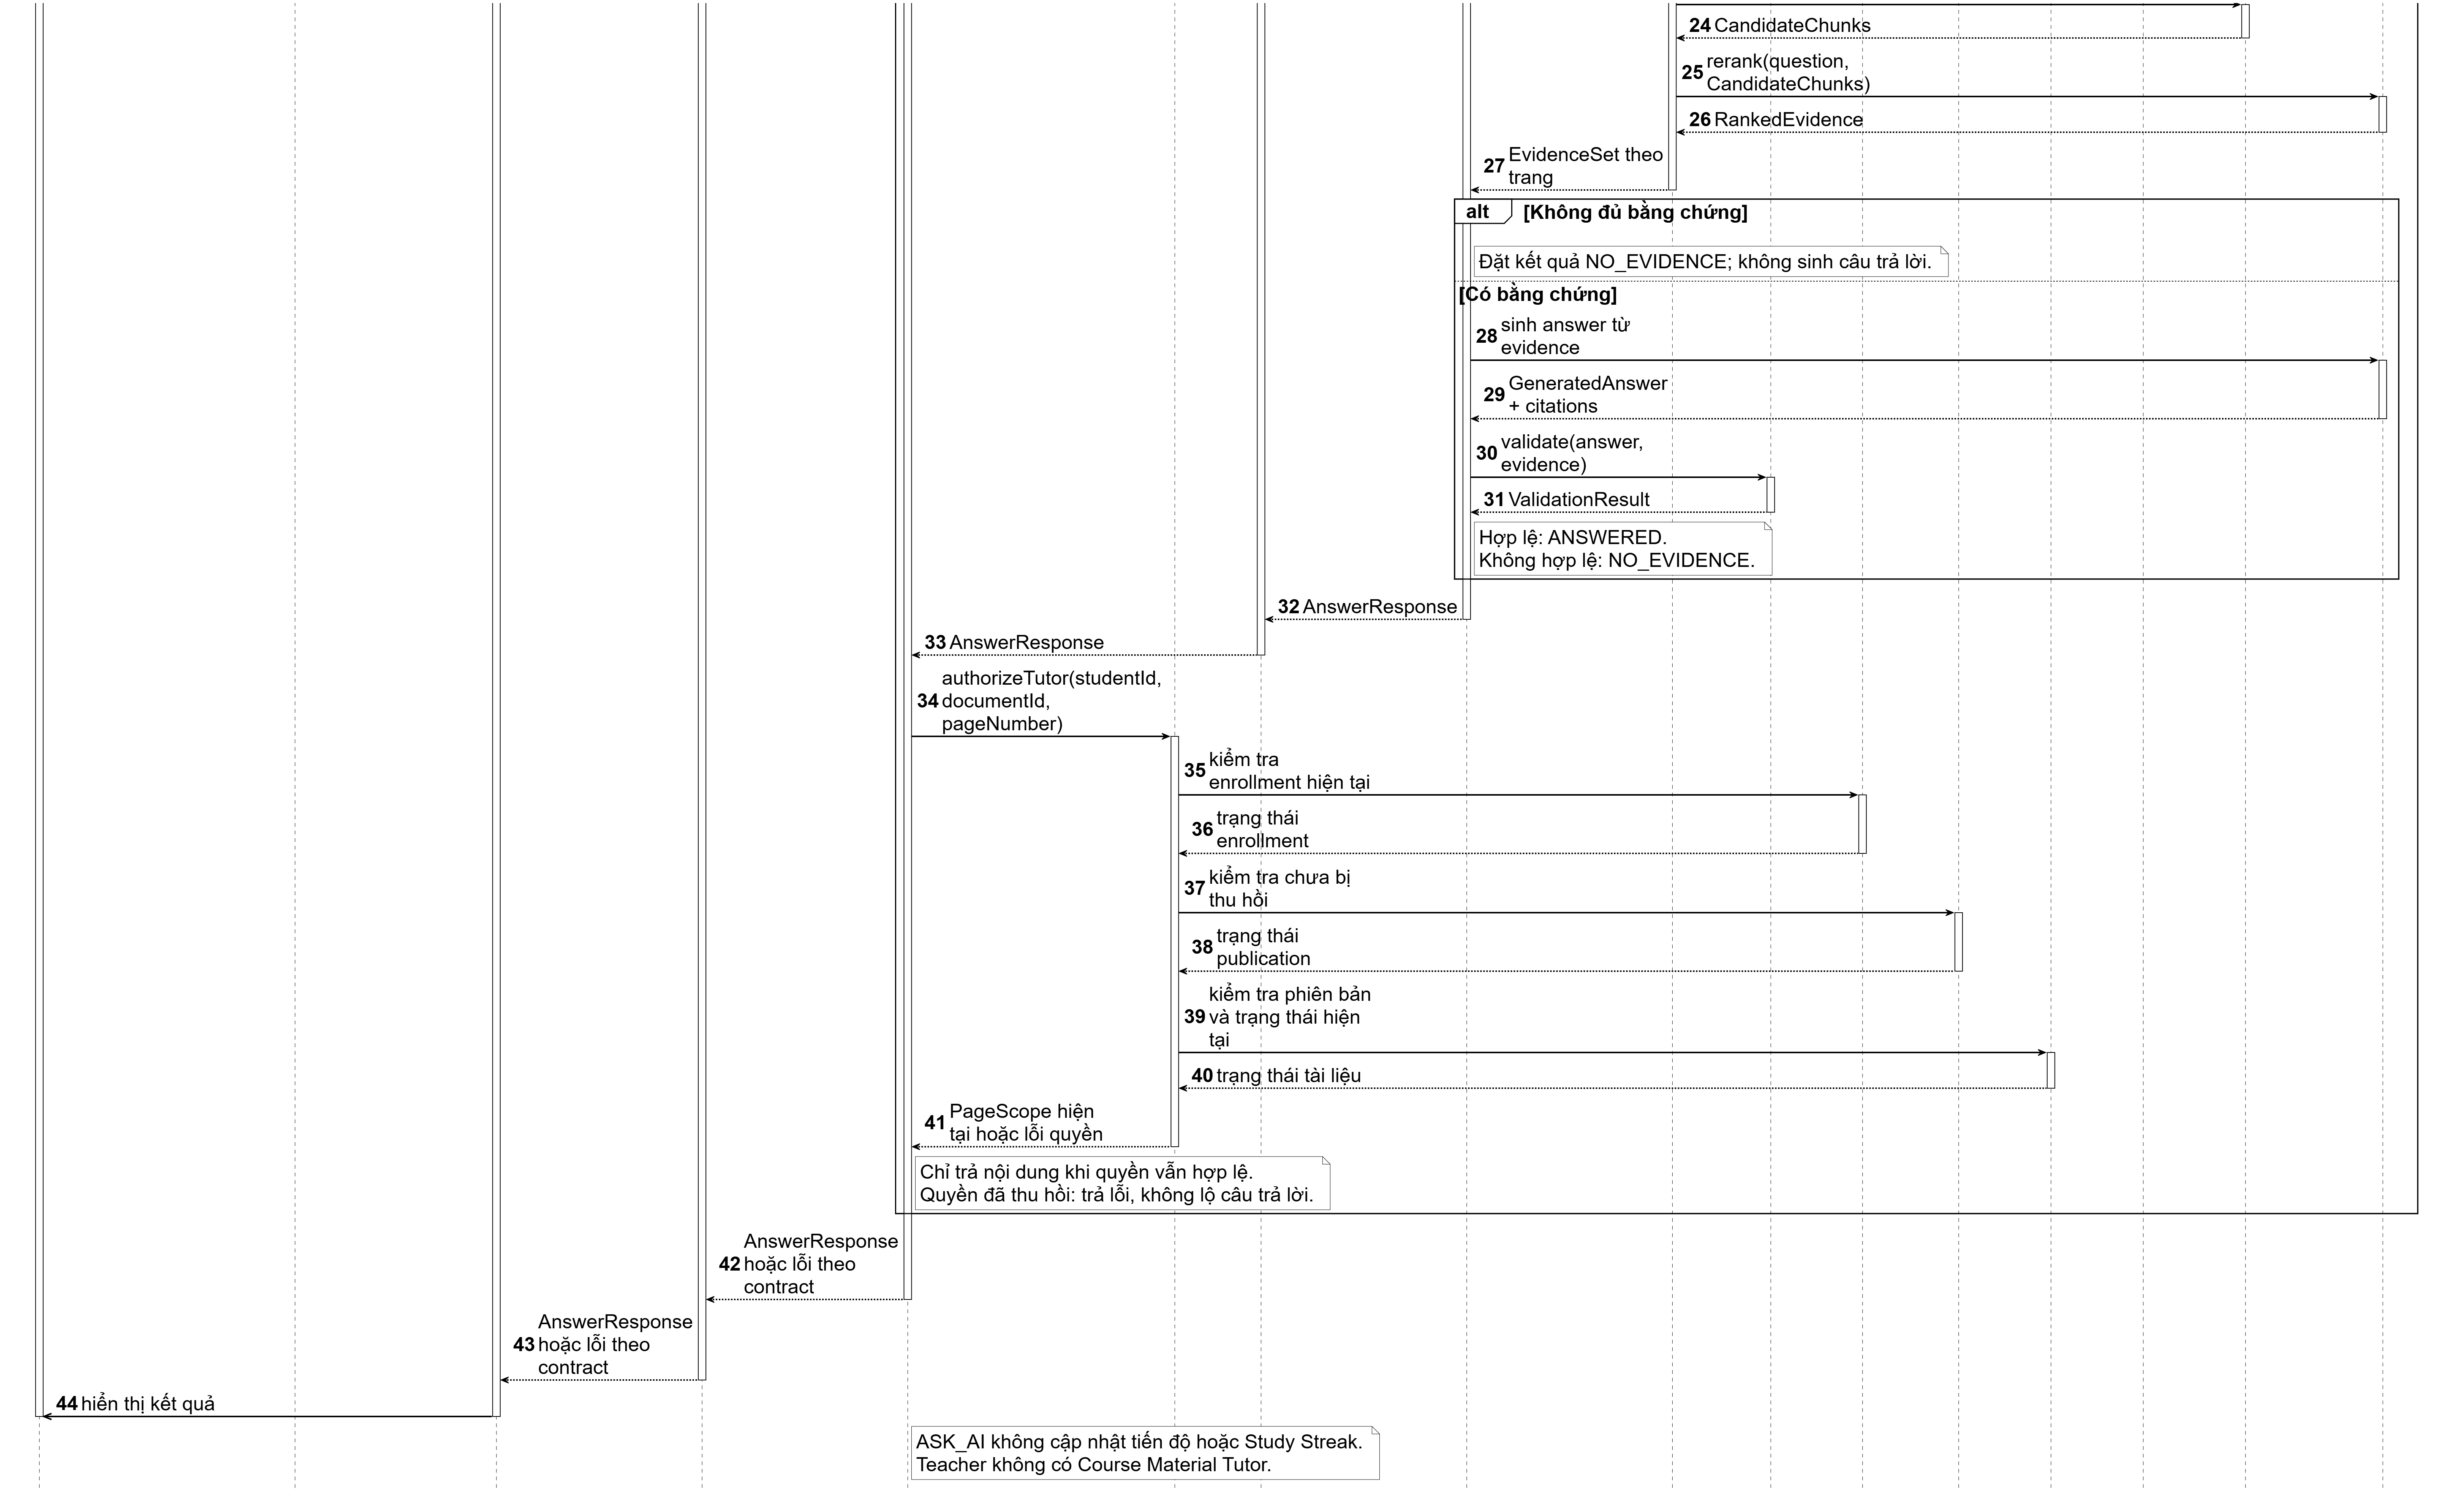 24 CandidateChunks
25 rerank(question,
CandidateChunks)
26 RankedEvidence
27 EvidenceSet theo
trang
alt [Không đủ bằng chứng]
Đặt kết quả NO_EVIDENCE; không sinh câu trả lời.
[Có bằng chứng]
28 sinh answer từ
evidence
29 GeneratedAnswer
+ citations
30 validate(answer,
evidence)
31 ValidationResult
Hợp lệ: ANSWERED.
Không hợp lệ: NO_EVIDENCE.
32 AnswerResponse
33 AnswerResponse
34 authorizeTutor(studentId,
documentId,
pageNumber)
35 kiểm tra
enrollment hiện tại
36 trạng thái
enrollment
37 kiểm tra chưa bị
thu hồi
38 trạng thái
publication
39 kiểm tra phiên bản
và trạng thái hiện
tại
40 trạng thái tài liệu
41 PageScope hiện
tại hoặc lỗi quyền
Chỉ trả nội dung khi quyền vẫn hợp lệ.
Quyền đã thu hồi: trả lỗi, không lộ câu trả lời.
42 AnswerResponse
hoặc lỗi theo
contract
43 AnswerResponse
hoặc lỗi theo
contract
44 hiển thị kết quả
ASK_AI không cập nhật tiến độ hoặc Study Streak.
Teacher không có Course Material Tutor.